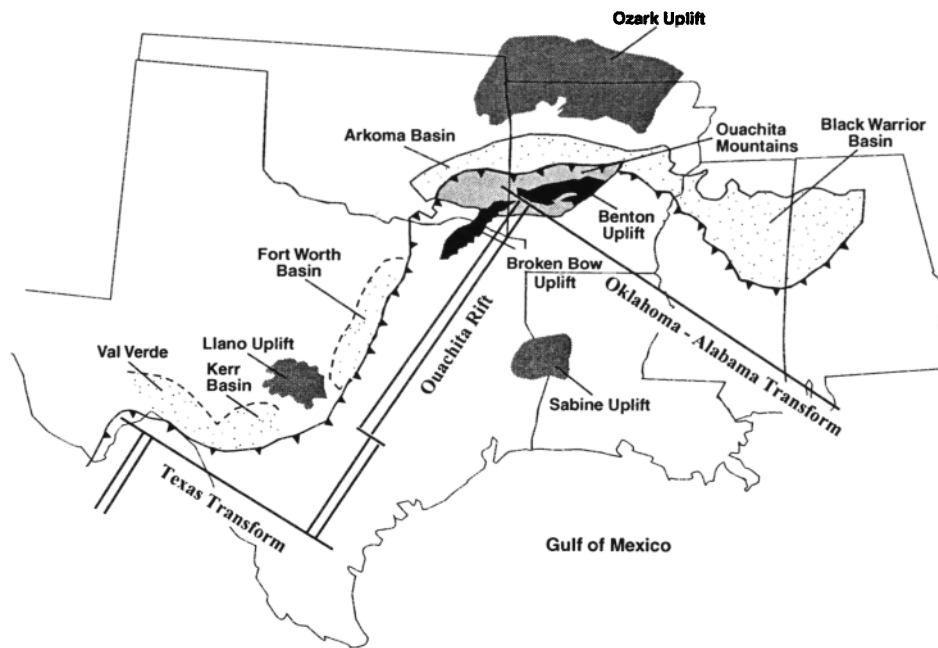 Ozark Uplift
Arkoma Basin
Ouachita
Mountains
Black Warrior
Basin
Benton
Uplift
Fort Worth
Basin
Broken Bow
Uplift
Ouachita Rift
Oklahoma - Alabama Transform
Llano Uplift
Val Verde
Kerr
Basin
Sabine Uplift
Texas Transform
Gulf of Mexico